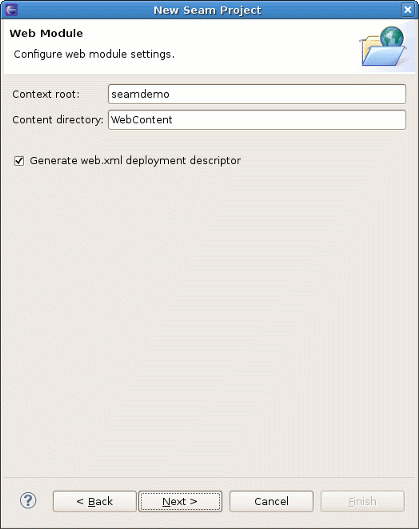 New Seam Project
Web Module
Configure web module settings.
Context root: seamdemo
Content directory: WebContent
Generate web.xml deployment descriptor
? < Back Next > Cancel Finish